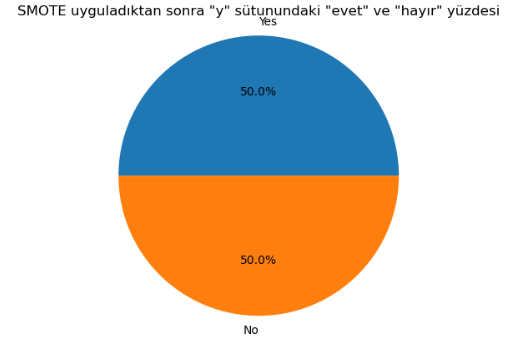 SMOTE uyguladıktan sonra "y" sütunundaki "evet" ve "hayır" yüzdesi
Yes
50.0%
50.0%
No